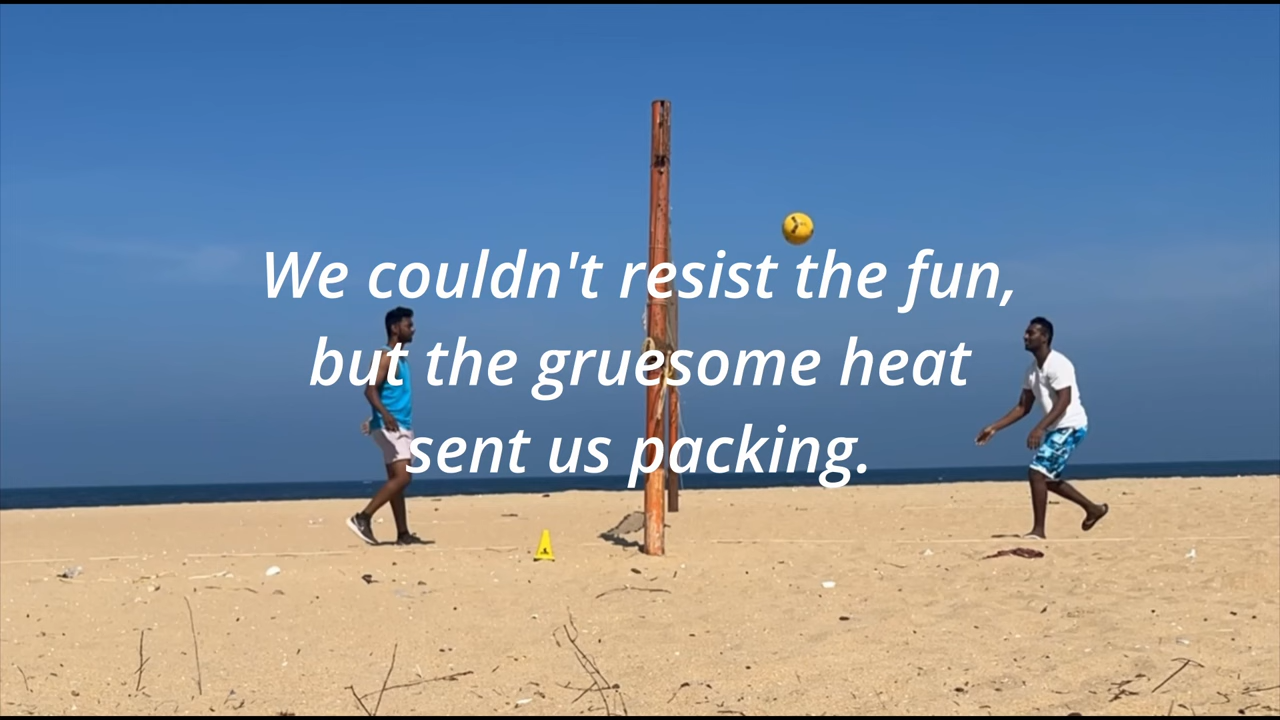 We couldn't resist the fun,
but the gruesome heat
sent us packing.